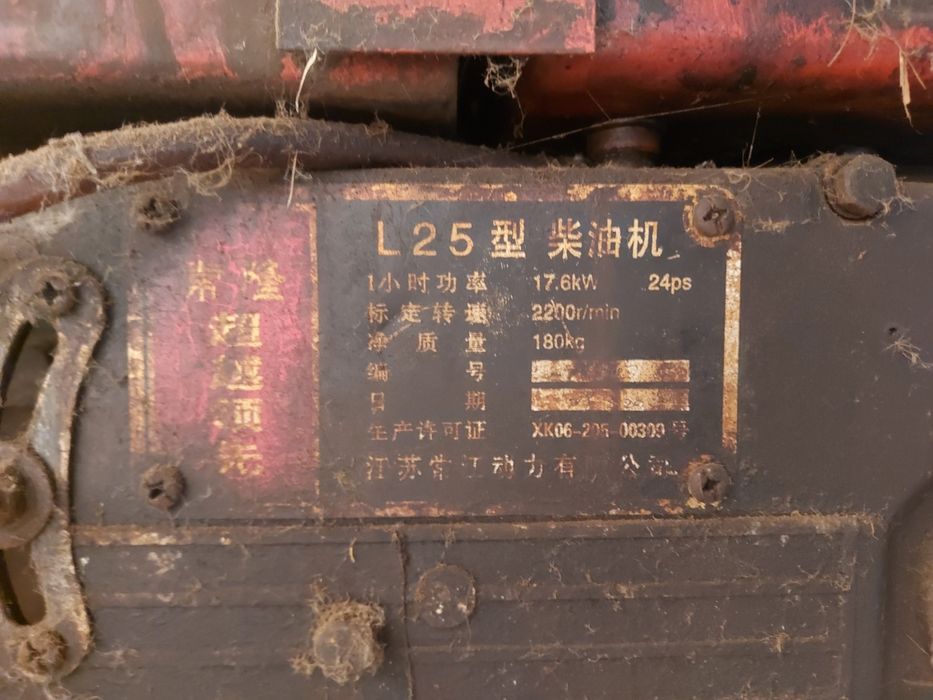 常隆
超越领先
L25型 柴油机
1小时功率 17.6kW 24ps
标定转速 2200r/min
净质量 180kg
编号
日期
生产许可证 XK06-205-00309号
江苏常江动力有限公司